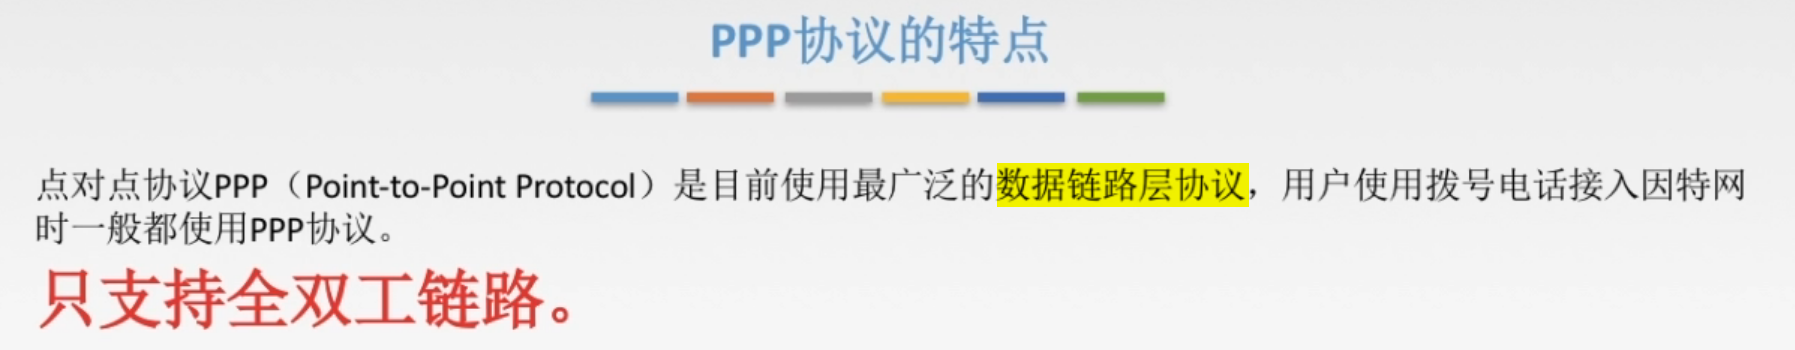 PPP协议的特点
点对点协议PPP（Point-to-Point Protocol）是目前使用最广泛的数据链路层协议，用户使用拨号电话接入因特网
时一般都使用PPP协议。
只支持全双工链路。